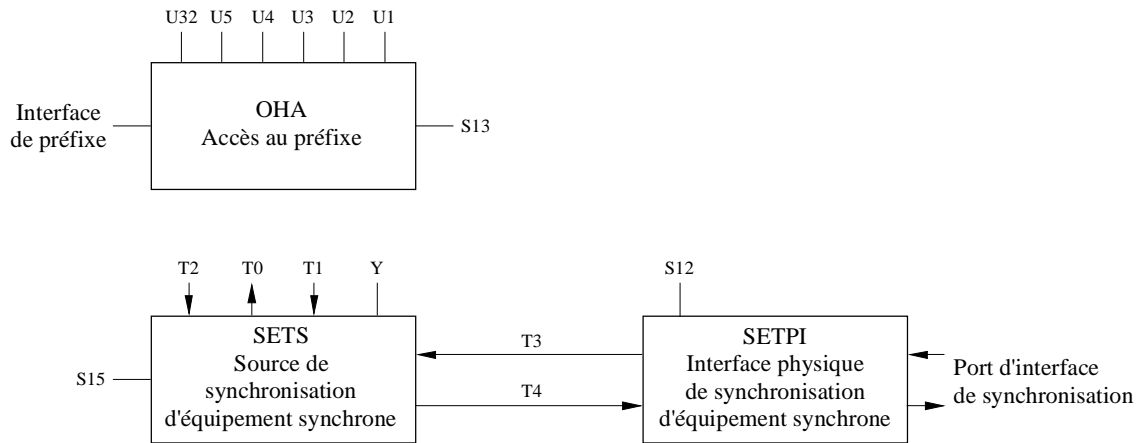 U32 U5 U4 U3 U2 U1
OHA
Accès au préfixe
Interface
de préfixe
S13
T2 T0 T1 Y
S12
SETS
Source de
synchronisation
d'équipement synchrone
S15
T3
T4
SETPI
Interface physique
de synchronisation
d'équipement synchrone
Port d'interface
de synchronisation